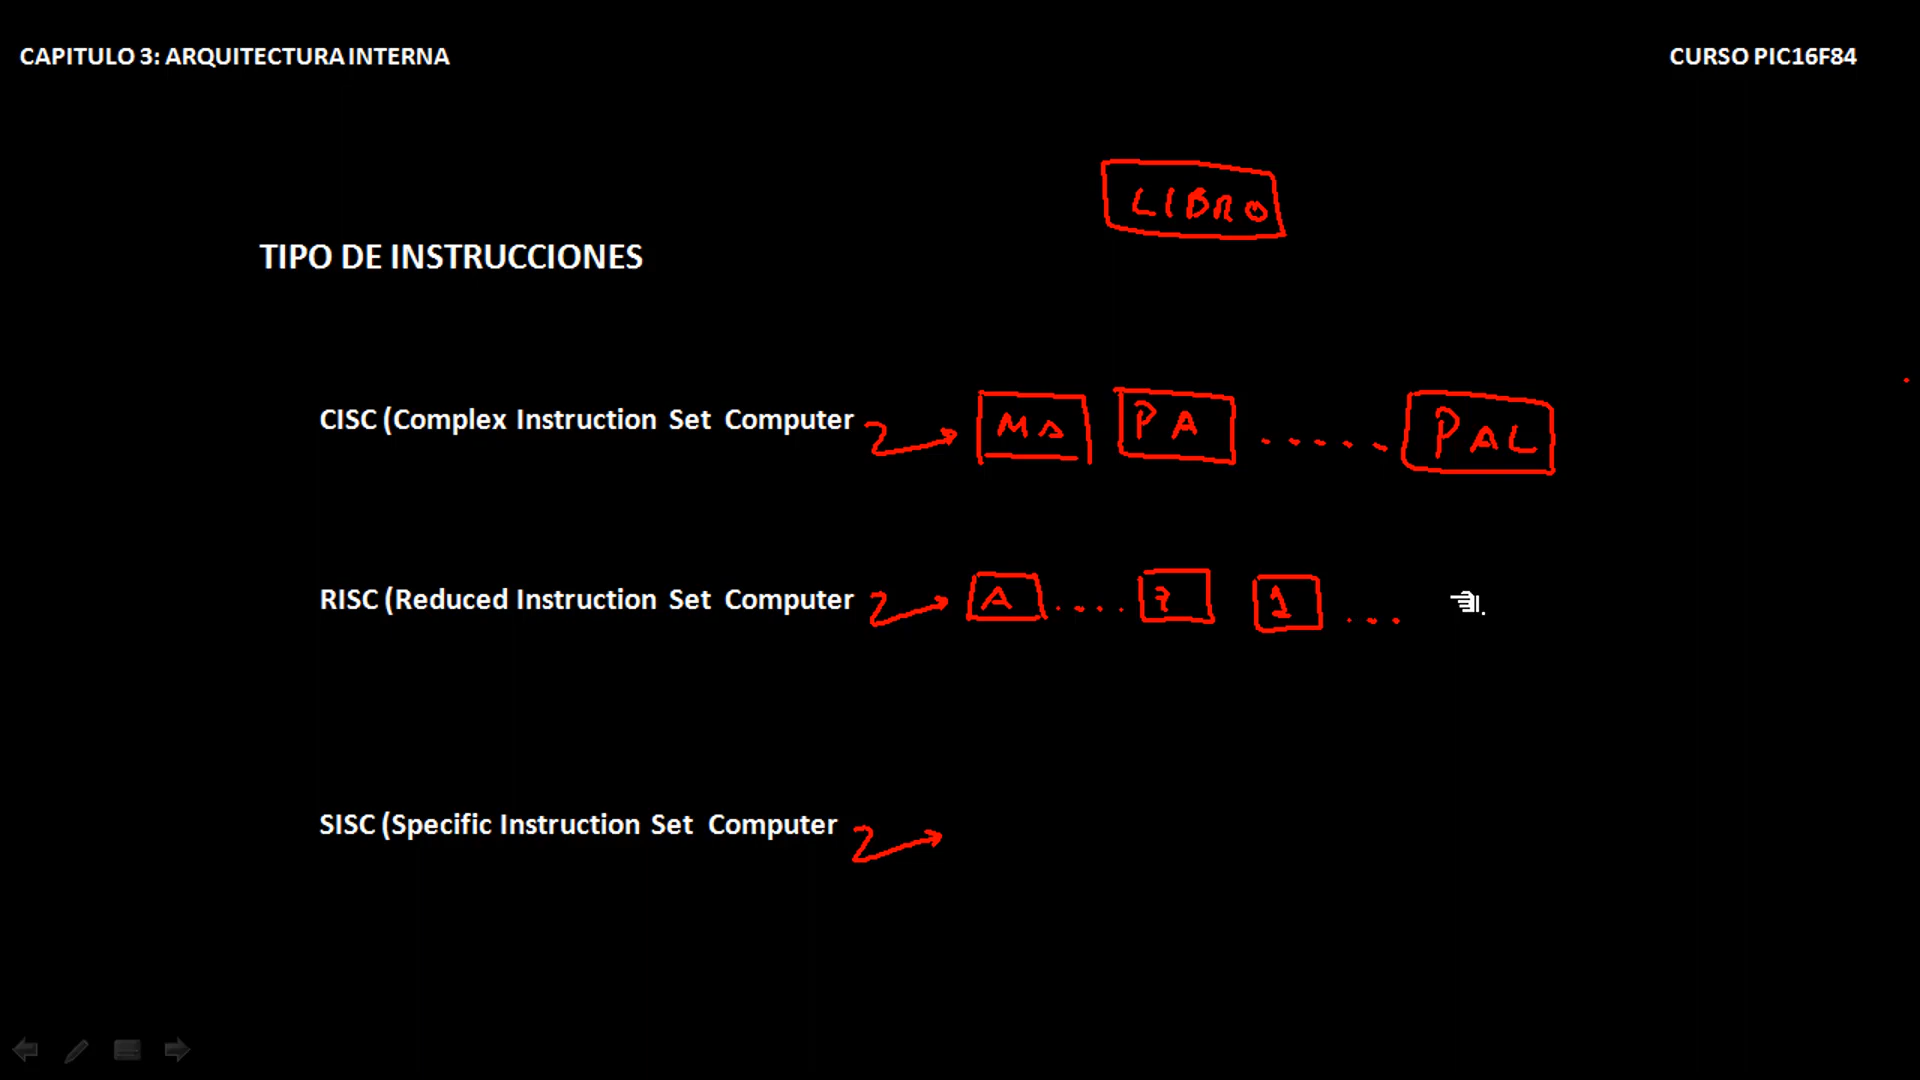 CAPITULO 3: ARQUITECTURA INTERNA
CURSO PIC16F84
LIBRO
TIPO DE INSTRUCCIONES
CISC (Complex Instruction Set Computer
MA PA ...... PAL
RISC (Reduced Instruction Set Computer
A .... 1 ...
SISC (Specific Instruction Set Computer